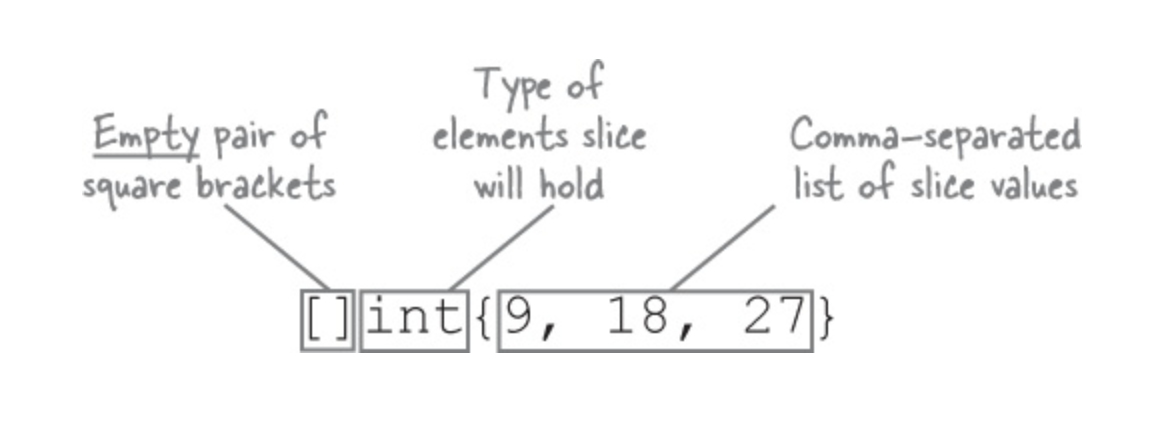 Type of
elements slice
will hold
Empty pair of
square brackets
Comma-separated
list of slice values
[]int{9, 18, 27}